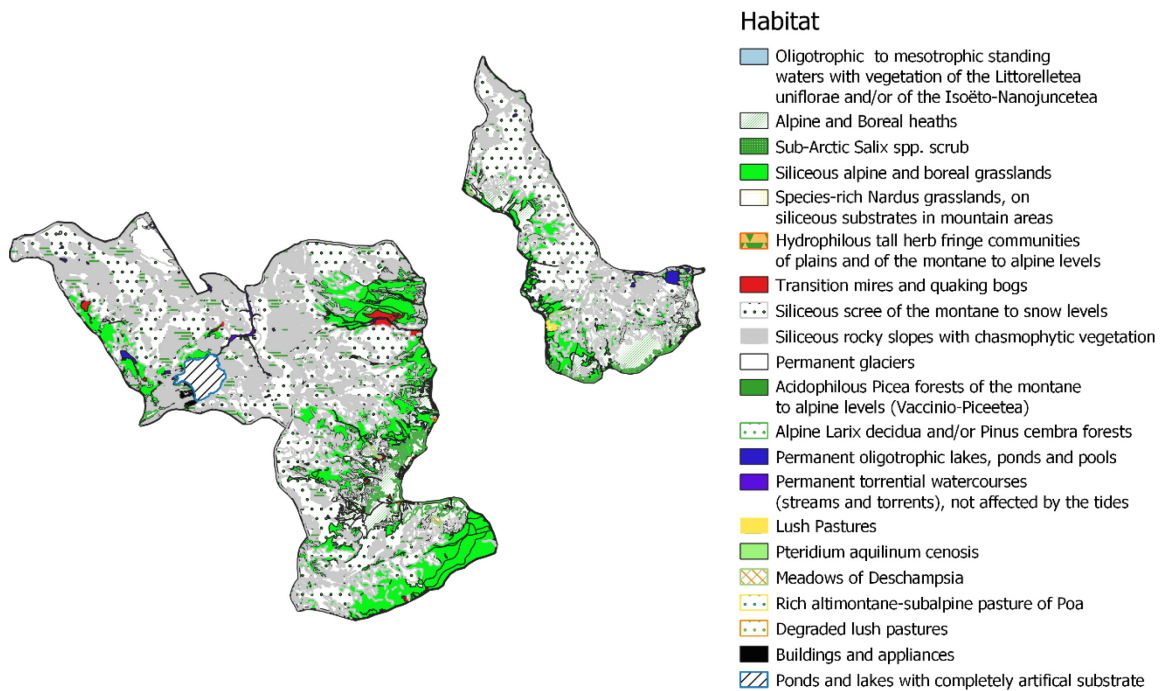 Habitat
Oligotrophic to mesotrophic standing
waters with vegetation of the Littorelletea
uniflorae and/or of the Isoëto-Nanojuncetea
Alpine and Boreal heaths
Sub-Arctic Salix spp. scrub
Siliceous alpine and boreal grasslands
Species-rich Nardus grasslands, on
siliceous substrates in mountain areas
Hydrophilous tall herb fringe communities
of plains and of the montane to alpine levels
Transition mires and quaking bogs
Siliceous scree of the montane to snow levels
Siliceous rocky slopes with chasmophytic vegetation
Permanent glaciers
Acidophilous Picea forests of the montane
to alpine levels (Vaccinio-Piceetea)
Alpine Larix decidua and/or Pinus cembra forests
Permanent oligotrophic lakes, ponds and pools
Permanent torrential watercourses
(streams and torrents), not affected by the tides
Lush Pastures
Pteridium aquilinum cenosis
Meadows of Deschampsia
Rich altimontane-subalpine pasture of Poa
Degraded lush pastures
Buildings and appliances
Ponds and lakes with completely artifical substrate